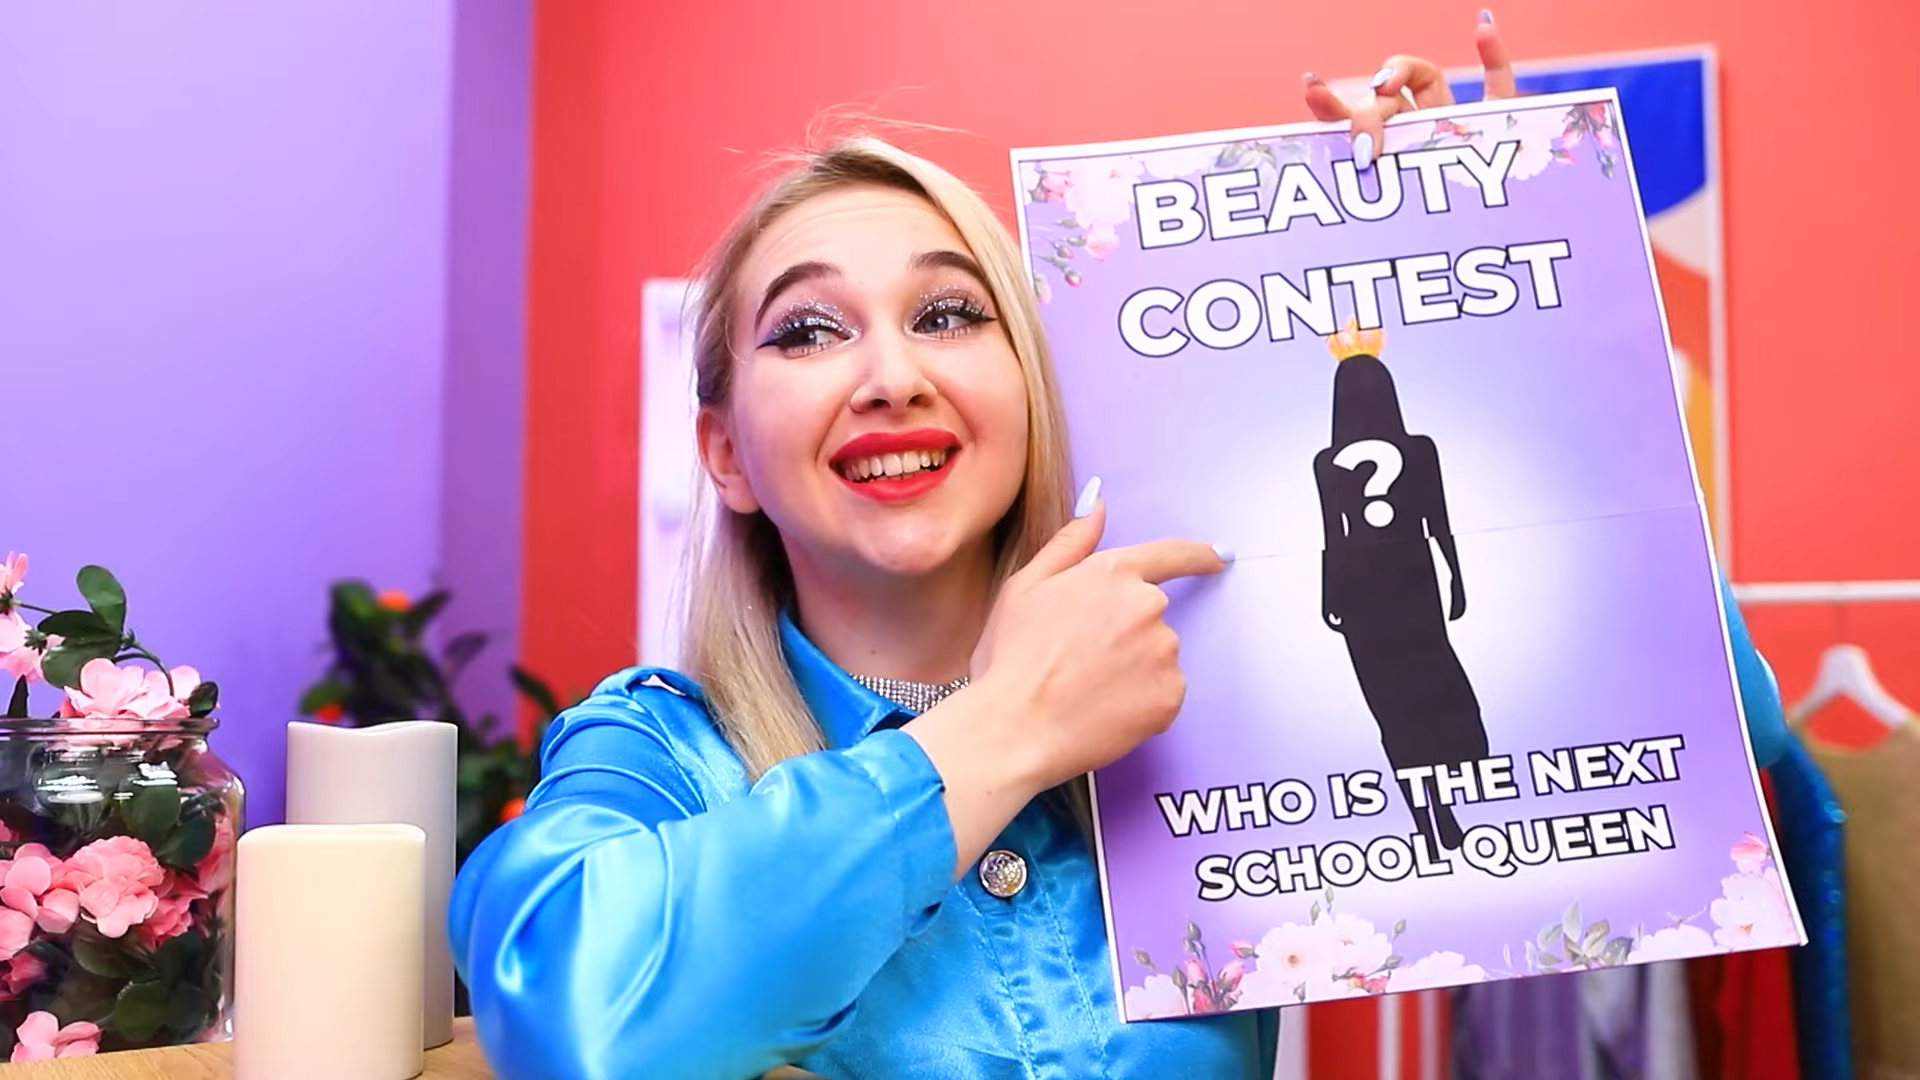 BEAUTY
CONTEST
?
WHO IS THE NEXT
SCHOOL QUEEN